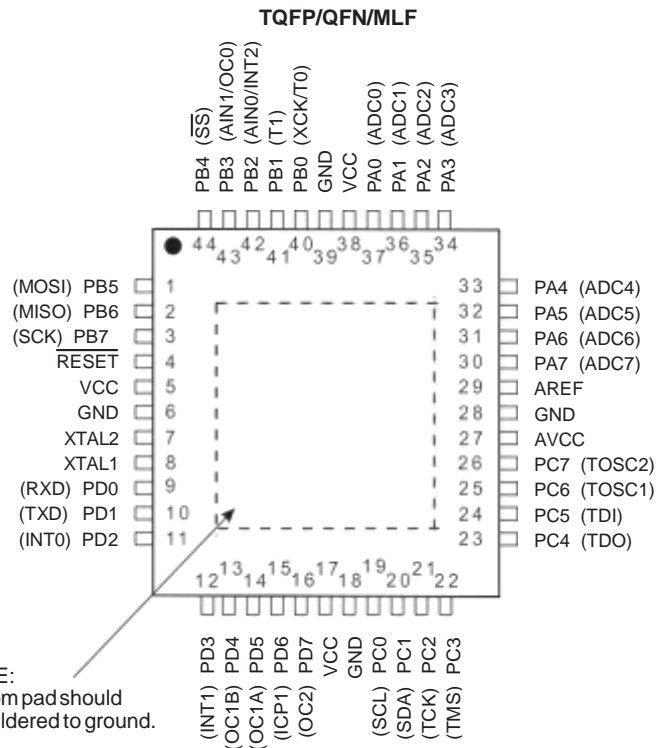 TQFP/QFN/MLF
PB4 (SS)
PB3 (AIN1/OC0)
PB2 (AIN0/INT2)
PB1 (T1)
PB0 (XCK/T0)
GND
VCC
PA0 (ADC0)
PA1 (ADC1)
PA2 (ADC2)
PA3 (ADC3)
44 43 42 41 40 39 38 37 36 35 34
(MOSI) PB5 1
(MISO) PB6 2
(SCK) PB7 3
RESET 4
VCC 5
GND 6
XTAL2 7
XTAL1 8
(RXD) PD0 9
(TXD) PD1 10
(INT0) PD2 11
33 PA4 (ADC4)
32 PA5 (ADC5)
31 PA6 (ADC6)
30 PA7 (ADC7)
29 AREF
28 GND
27 AVCC
26 PC7 (TOSC2)
25 PC6 (TOSC1)
24 PC5 (TDI)
23 PC4 (TDO)
12 13 14 15 16 17 18 19 20 21 22
(INT1) PD3
(OC1B) PD4
(OC1A) PD5
(ICP1) PD6
(OC2) PD7
VCC
GND
(SCL) PC0
(SDA) PC1
(TCK) PC2
(TMS) PC3
E:
m pad should
ldered to ground.